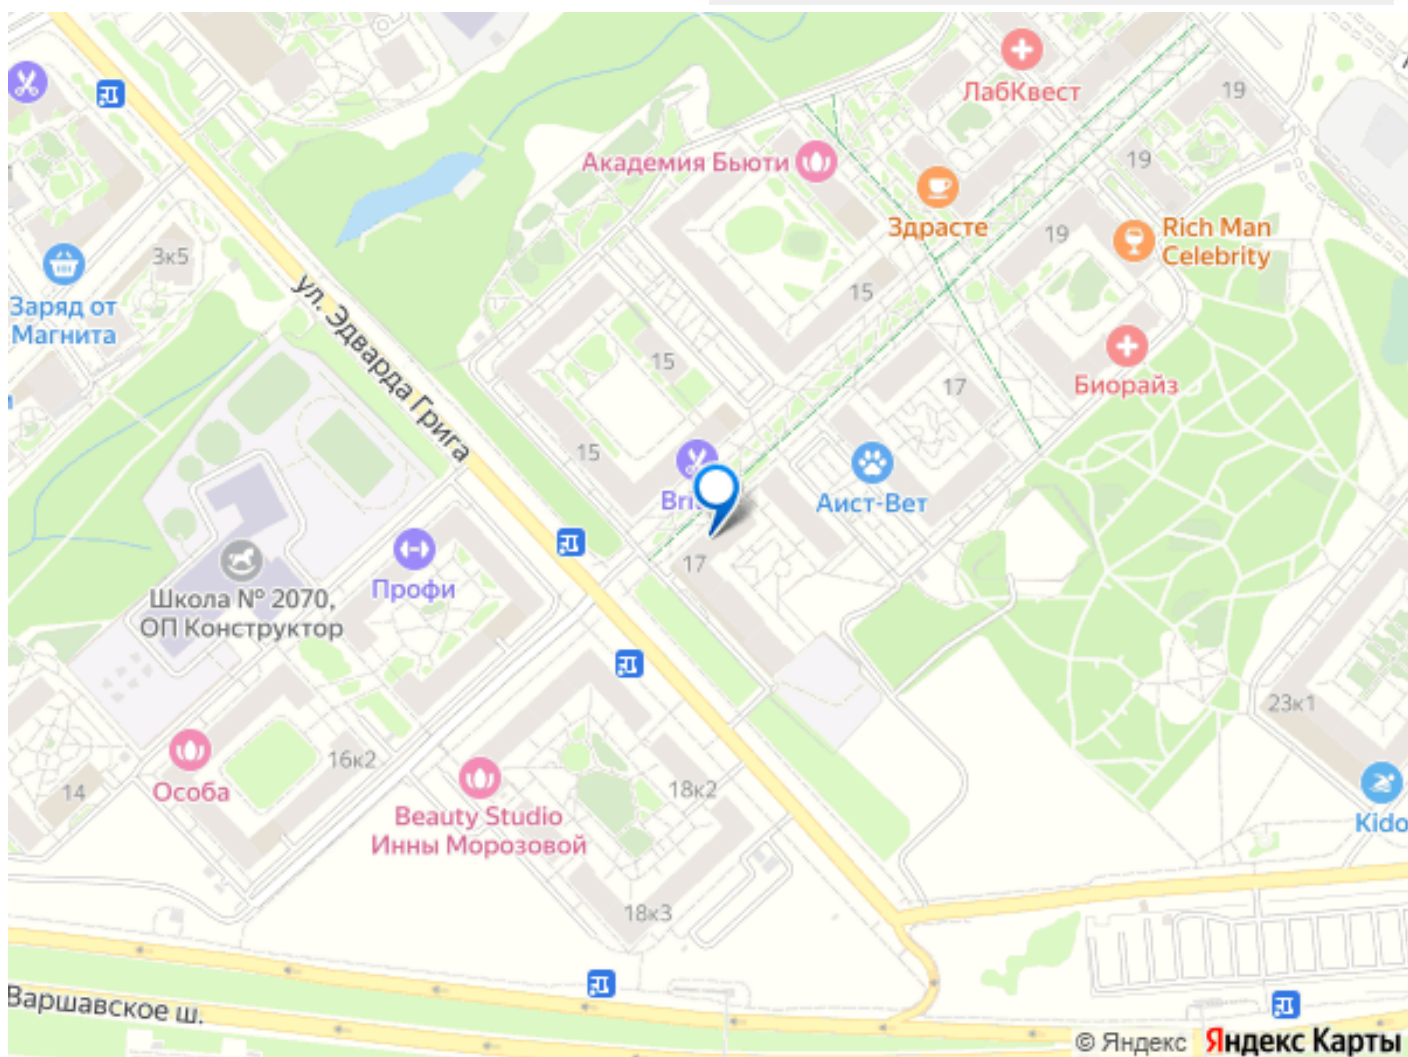 ЛабКвест
19
Академия Бьюти
19
Здрасте
Rich Man
Celebrity
19
3к5
Заряд от
Магнита
15
ул. Эдварда Грига
15
Биорайз
17
15
Аист-Вет
17
Профи
Школа № 2070,
ОП Конструктор
23к1
16к2
14
Особа
18к2
Beauty Studio
Инны Морозовой
Kido
18к3
Варшавское ш.
© Яндекс Яндекс Карты